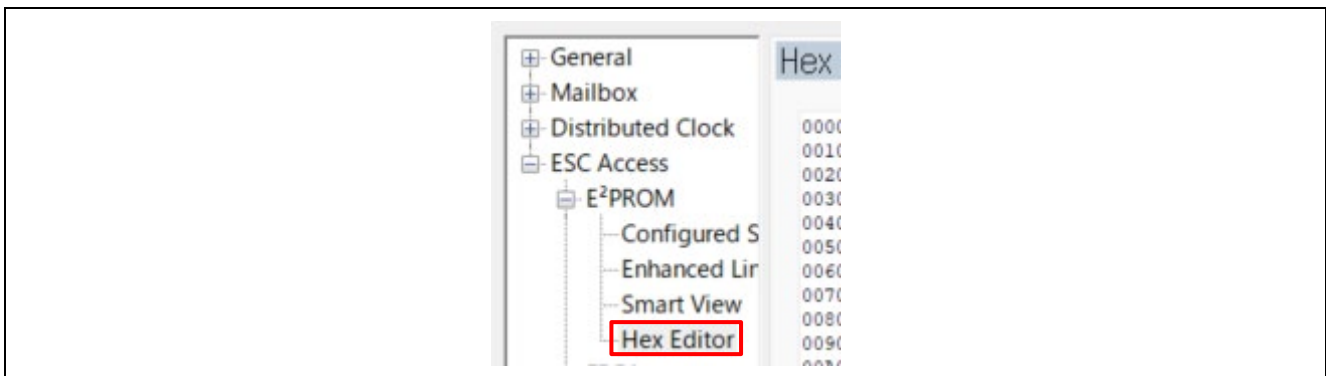 General
Mailbox
Distributed Clock
ESC Access
E²PROM
Configured S
Enhanced Lin
Smart View
Hex Editor
Hex
0000
0010
0020
0030
0040
0050
0060
0070
0080
0090